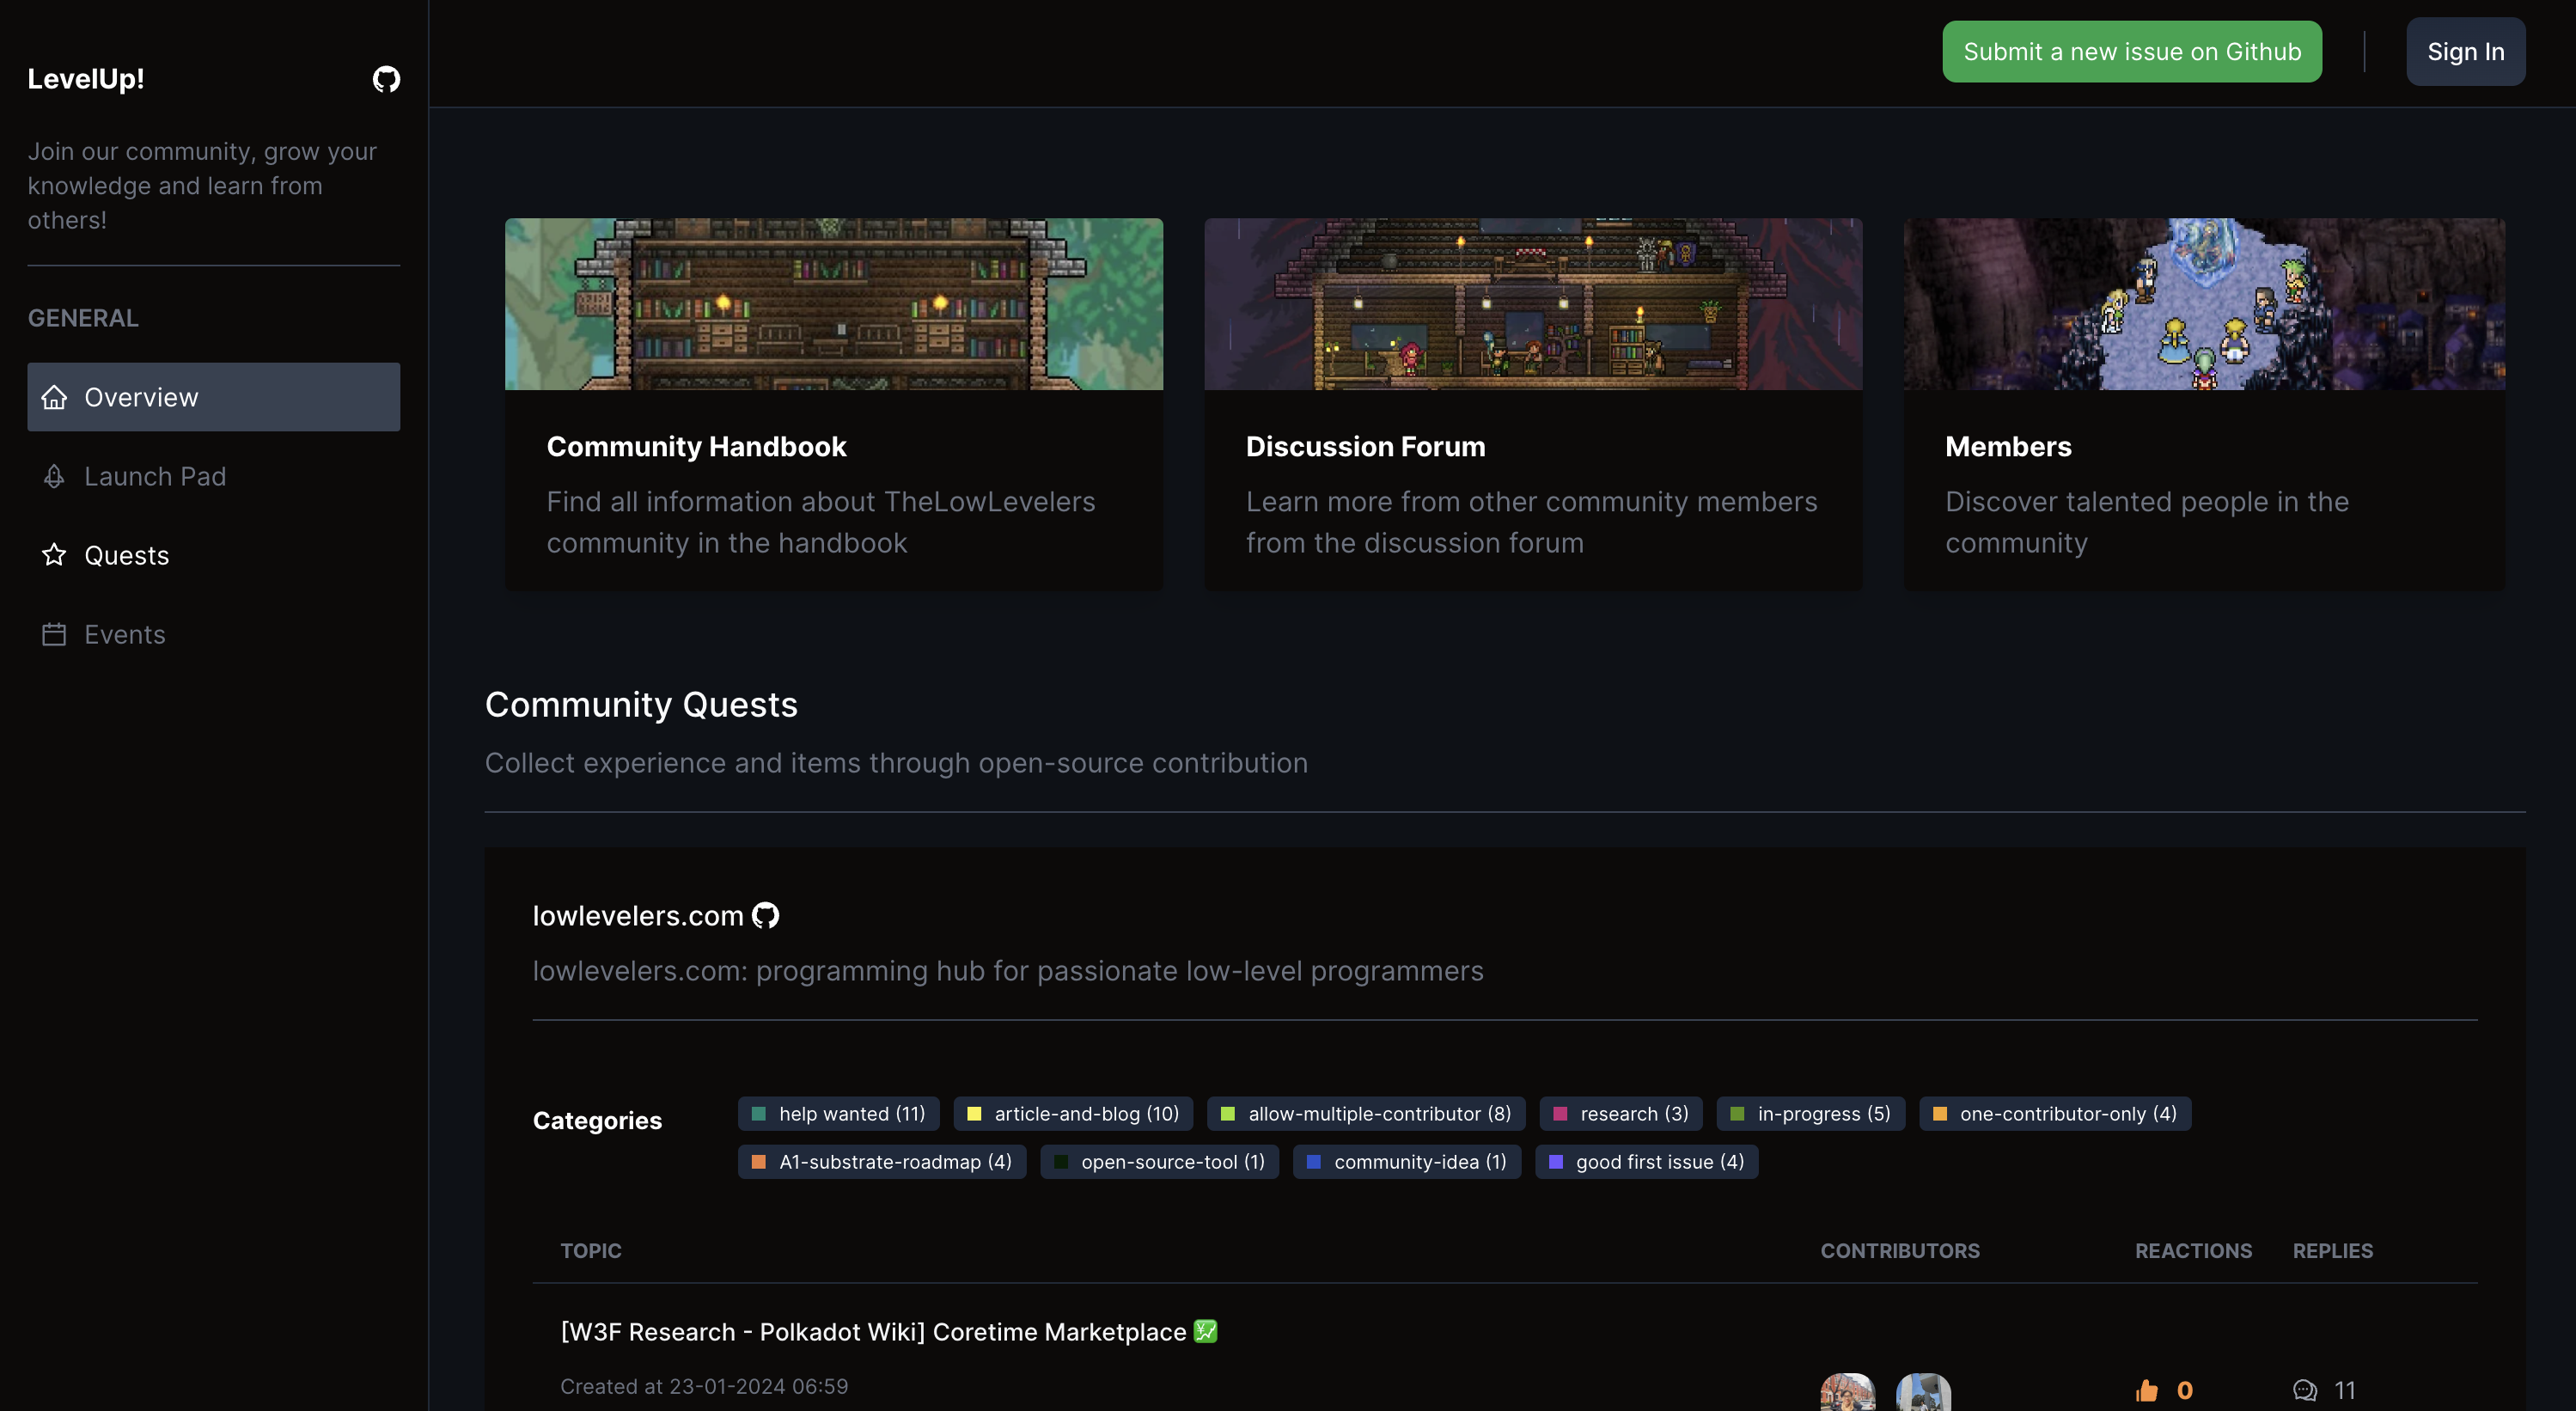 LevelUp!
Join our community, grow your
knowledge and learn from
others!
GENERAL
Overview
Launch Pad
Quests
Events
Submit a new issue on Github
Sign In
Community Handbook
Find all information about TheLowLevelers
community in the handbook
Discussion Forum
Learn more from other community members
from the discussion forum
Members
Discover talented people in the
community
Community Quests
Collect experience and items through open-source contribution
lowlevelers.com
lowlevelers.com: programming hub for passionate low-level programmers
Categories
help wanted (11) article-and-blog (10) allow-multiple-contributor (8) research (3) in-progress (5) one-contributor-only (4)
A1-substrate-roadmap (4) open-source-tool (1) community-idea (1) good first issue (4)
TOPIC CONTRIBUTORS REACTIONS REPLIES
[W3F Research - Polkadot Wiki] Coretime Marketplace 💹
Created at 23-01-2024 06:59
0 11